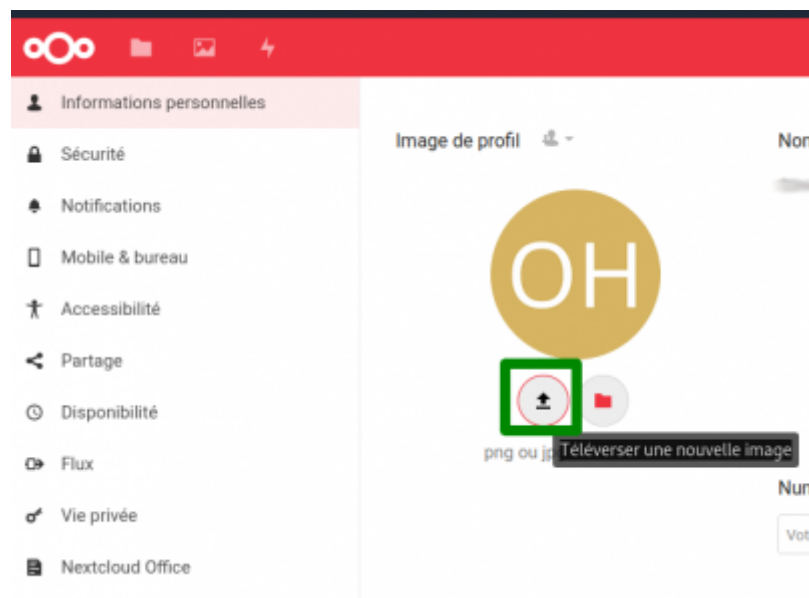 Informations personnelles
Sécurité
Notifications
Mobile & bureau
Accessibilité
Partage
Disponibilité
Flux
Vie privée
Nextcloud Office
Image de profil
OH
png ou
Téléverser une nouvelle image